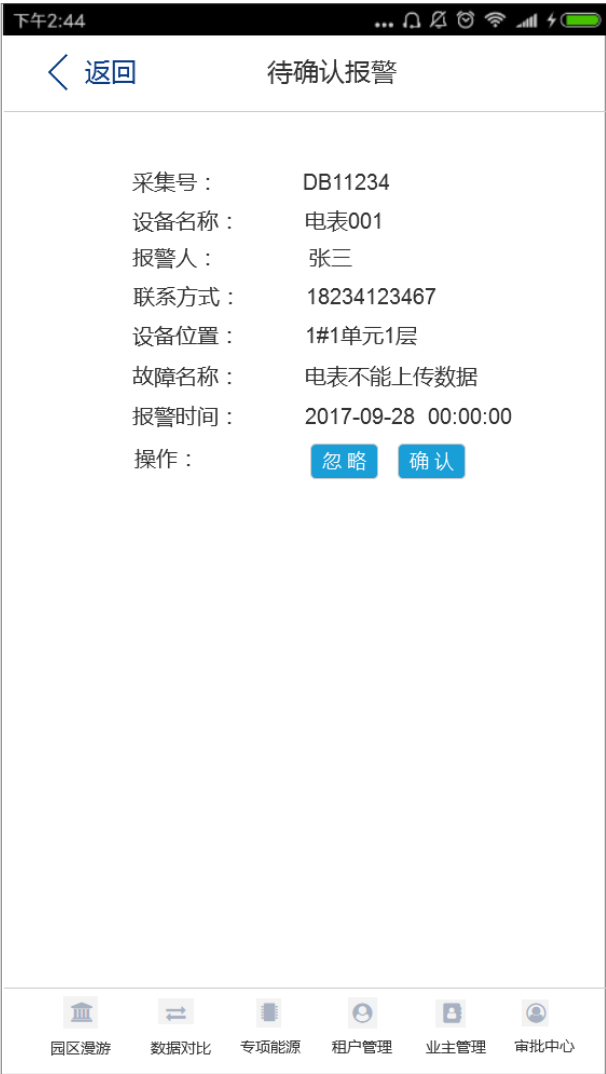 下午2:44
返回 待确认报警
采集号： DB11234
设备名称： 电表001
报警人： 张三
联系方式： 18234123467
设备位置： 1#1单元1层
故障名称： 电表不能上传数据
报警时间： 2017-09-28 00:00:00
操作： 忽略 确认
园区漫游 数据对比 专项能源 租户管理 业主管理 审批中心